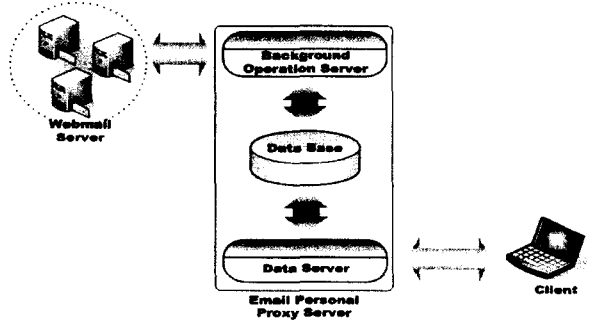 Webmail
Server
Background
Operation Server
Data Base
Data Server
Email Personal
Proxy Server
Client